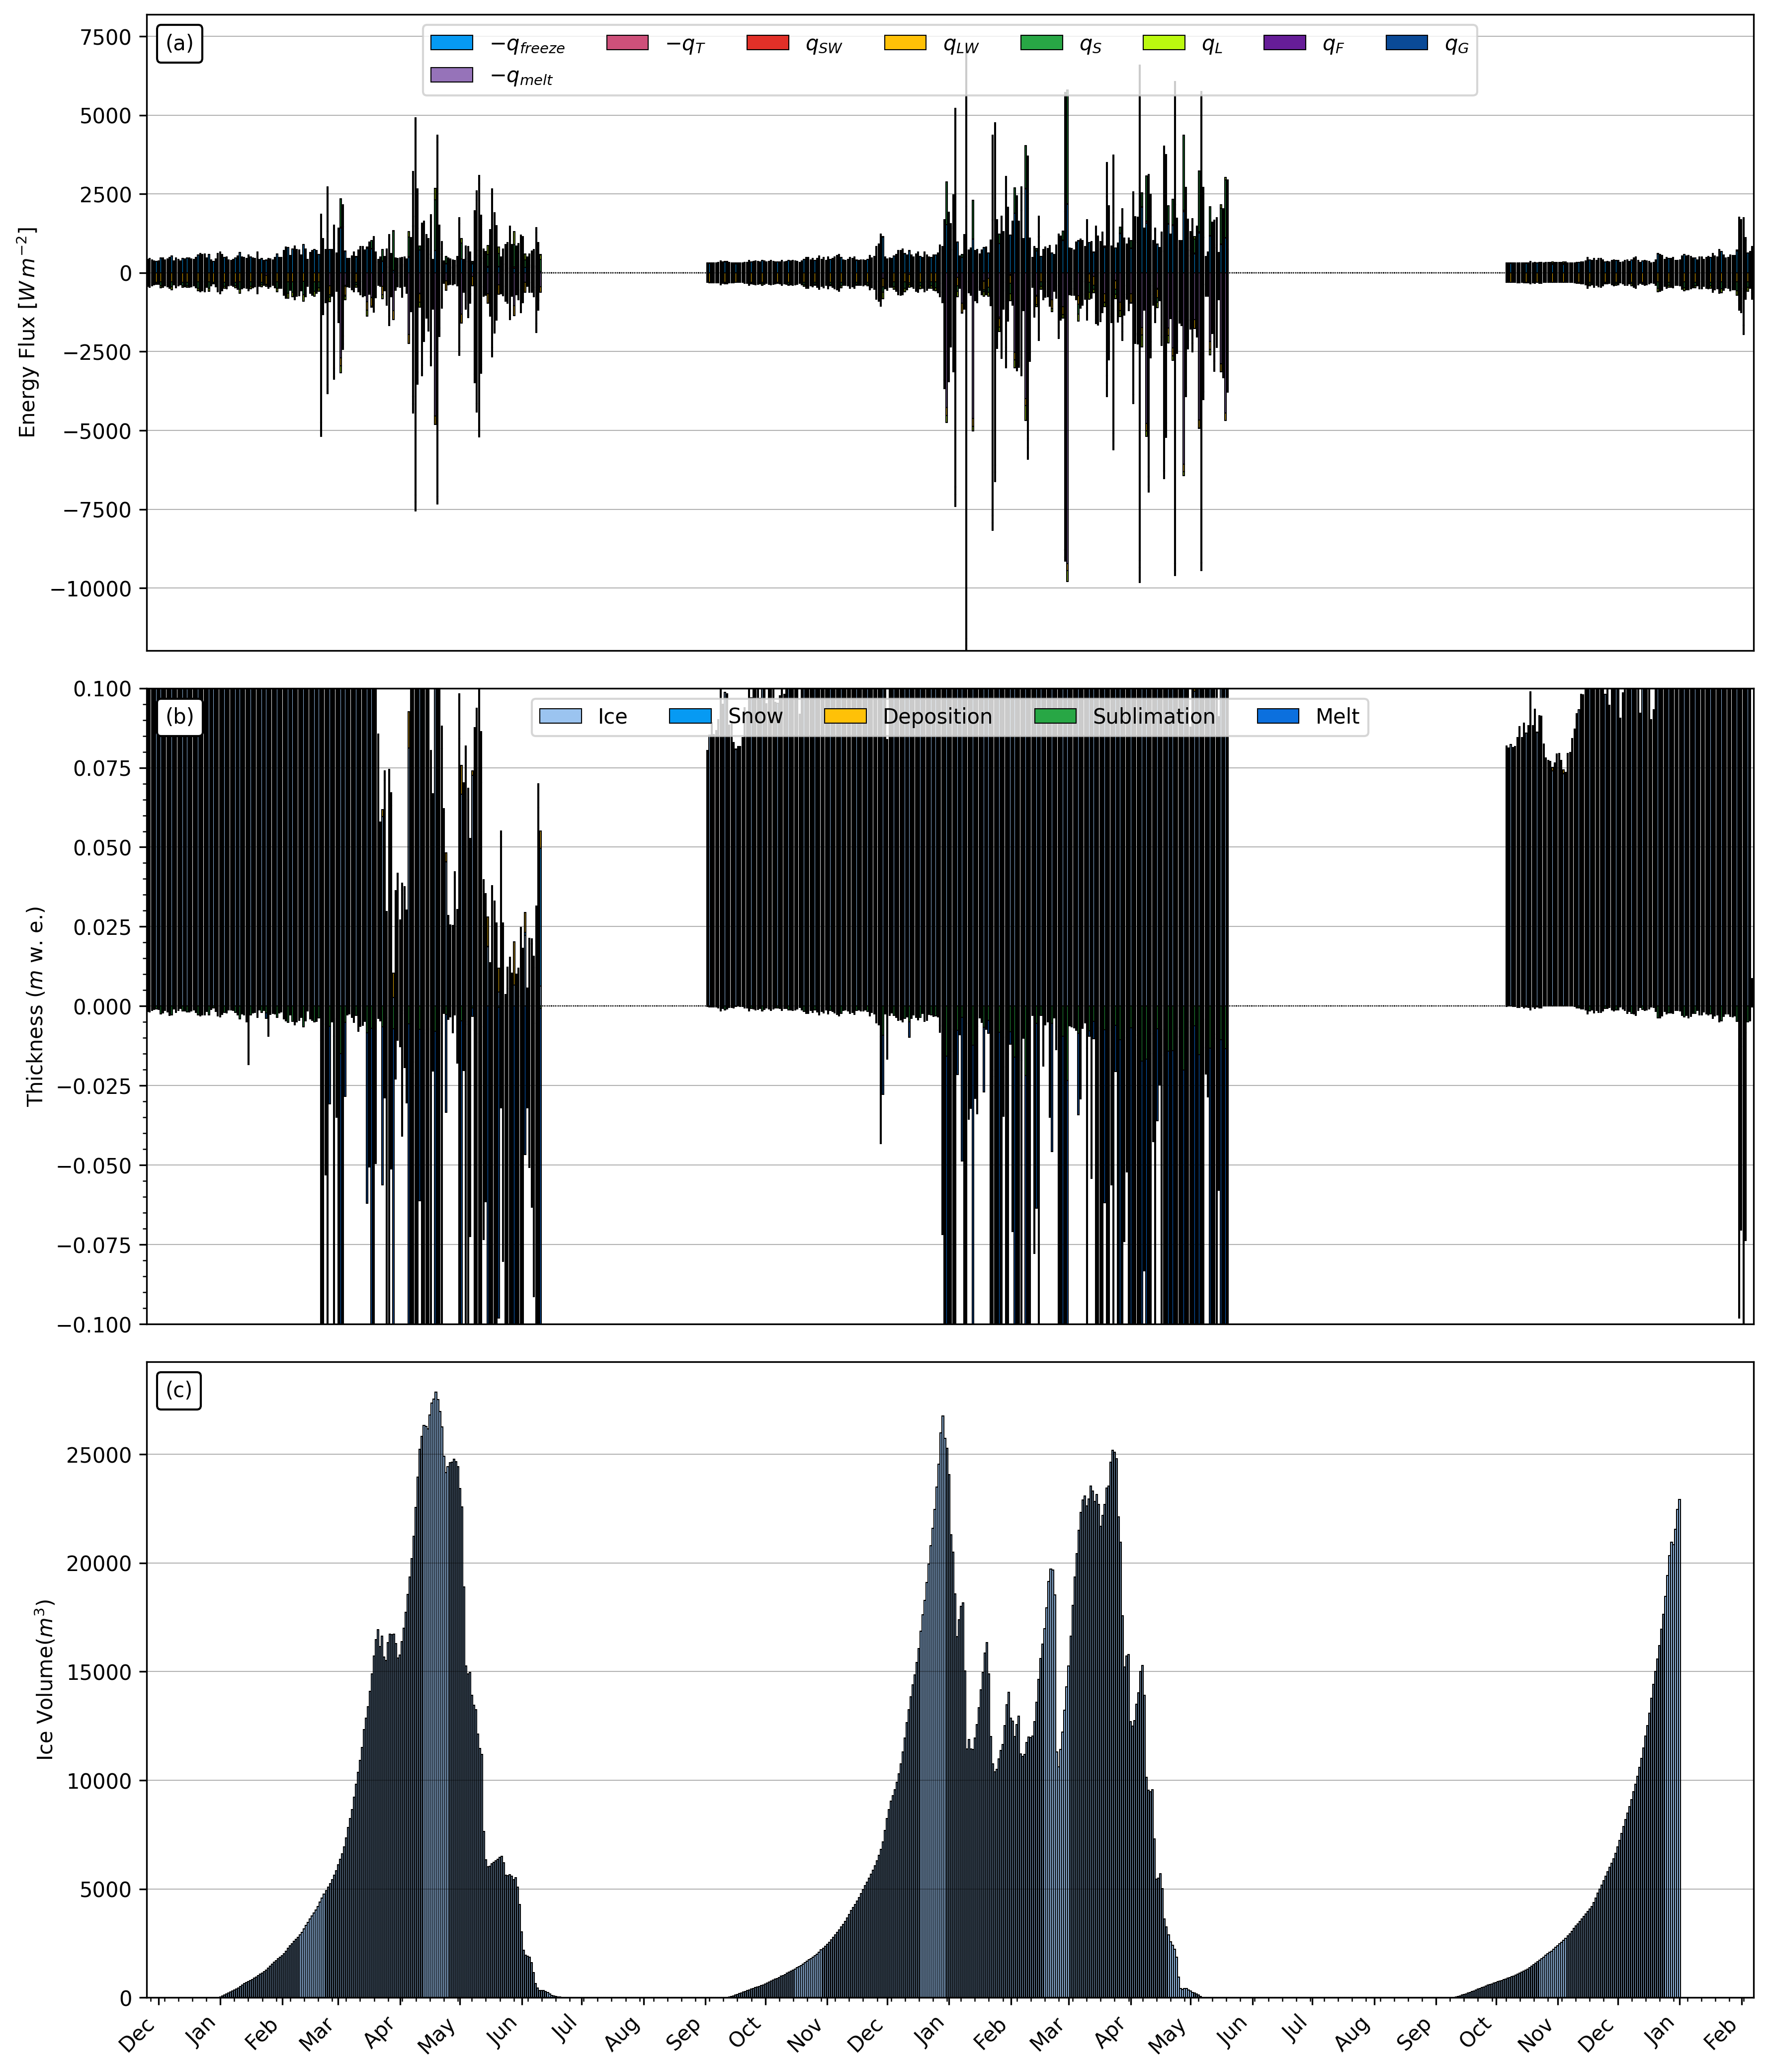 (a)
−q_freeze −q_T q_SW q_LW q_S q_L q_F q_G
−q_melt
Energy Flux [W m^−2]
7500
5000
2500
0
−2500
−5000
−7500
−10000
(b)
Ice Snow Deposition Sublimation Melt
Thickness (m w. e.)
0.100
0.075
0.050
0.025
0.000
−0.025
−0.050
−0.075
−0.100
(c)
Ice Volume(m^3)
25000
20000
15000
10000
5000
0
Dec Jan Feb Mar Apr May Jun Jul Aug Sep Oct Nov Dec Jan Feb Mar Apr May Jun Jul Aug Sep Oct Nov Dec Jan Feb